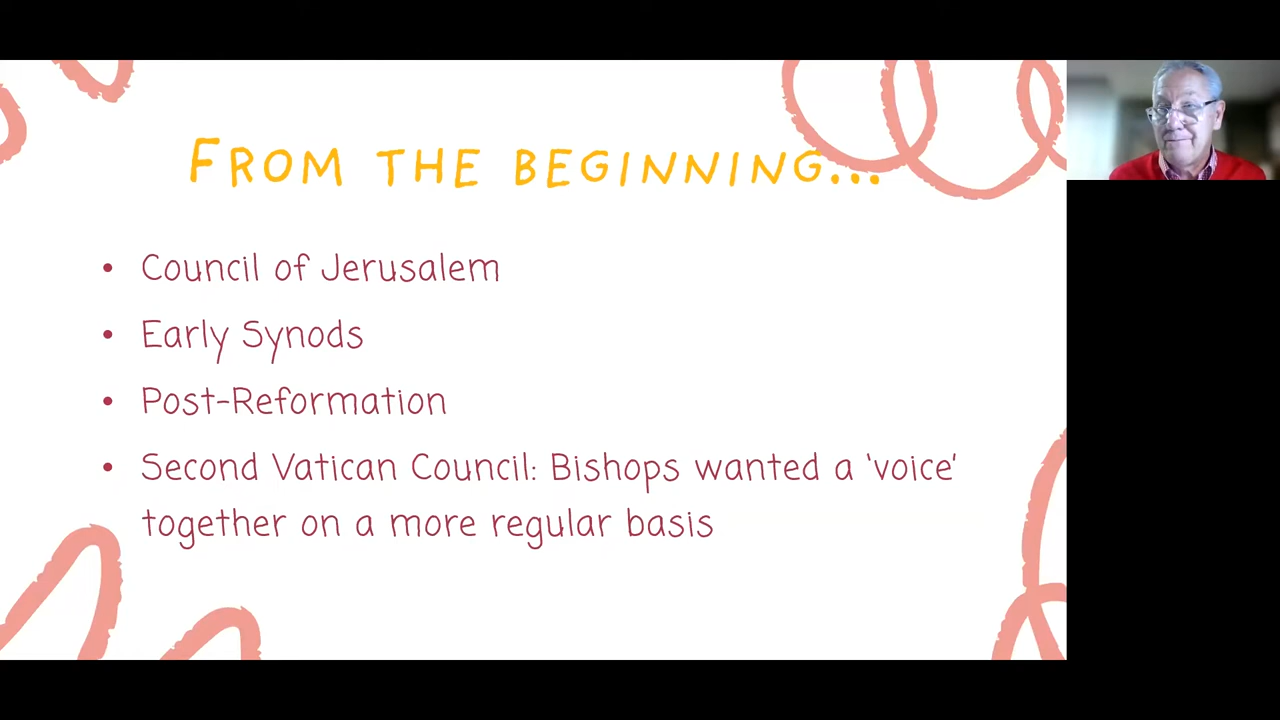 From the beginning...
• Council of Jerusalem
• Early Synods
• Post-Reformation
• Second Vatican Council: Bishops wanted a 'voice'
together on a more regular basis